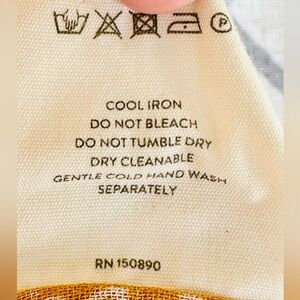 COOL IRON
DO NOT BLEACH
DO NOT TUMBLE DRY
DRY CLEANABLE
GENTLE COLD HAND WASH
SEPARATELY
RN 150890